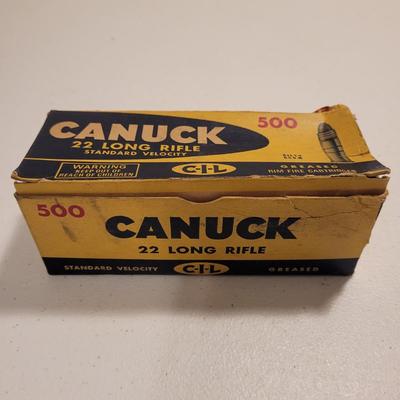 CANUCK 500
22 LONG RIFLE
STANDARD VELOCITY
WARNING
KEEP OUT OF
REACH OF CHILDREN
C-I-L
GREASED
RIM FIRE CARTRIDGES
500 CANUCK
22 LONG RIFLE
STANDARD VELOCITY C-I-L GREASED